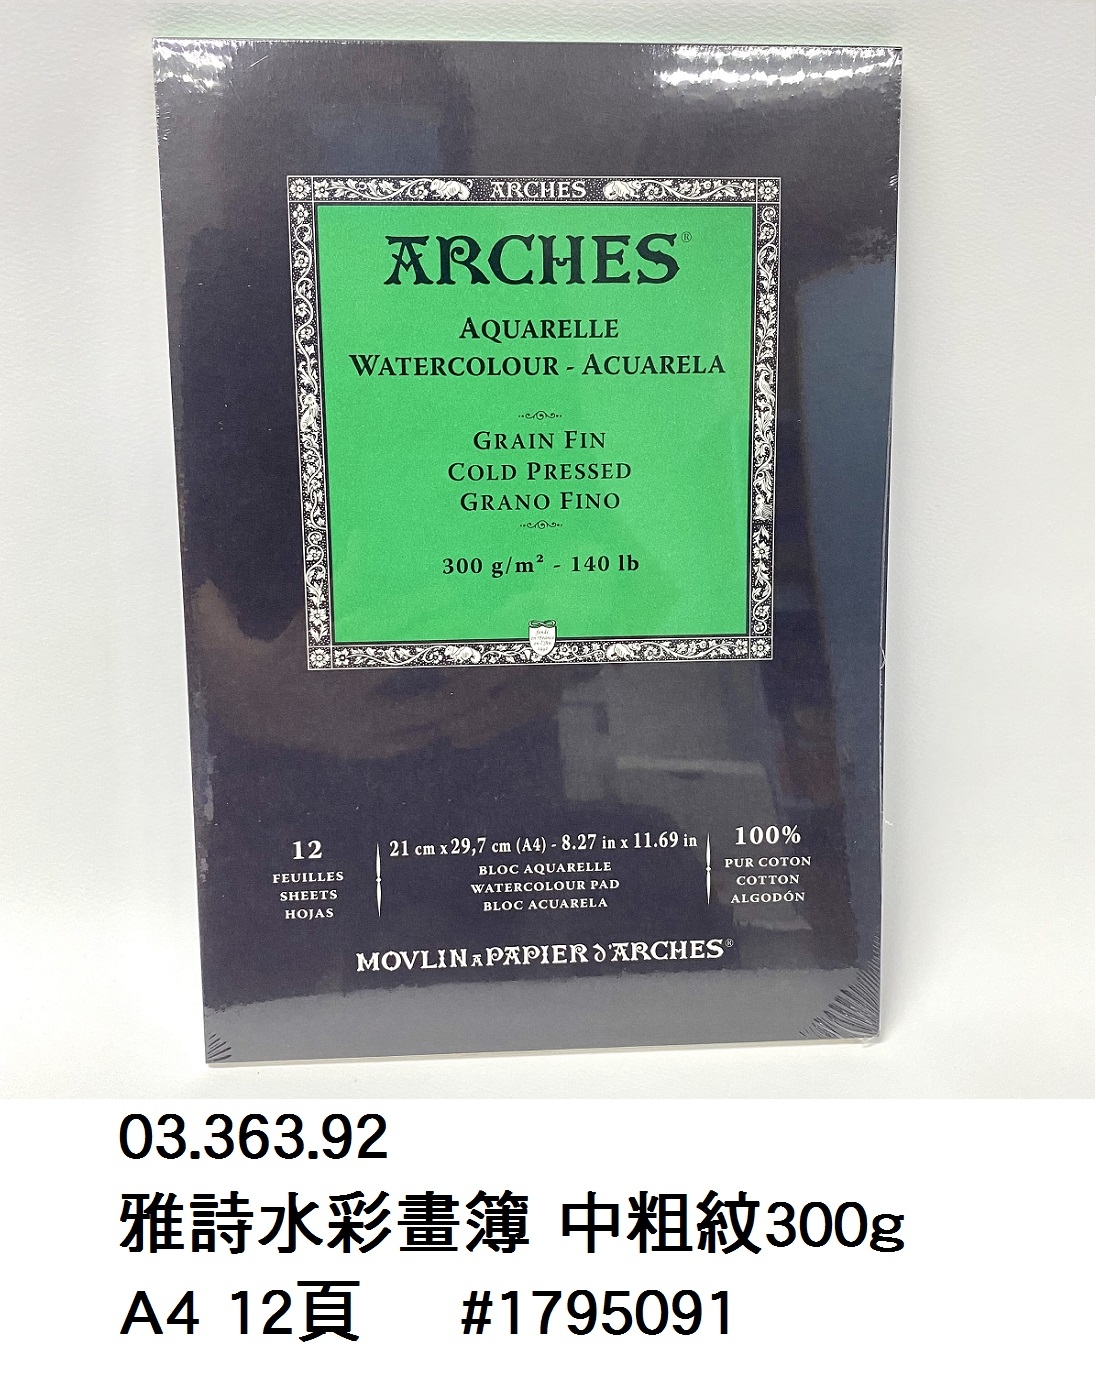 ARCHES
ARCHES®
AQUARELLE
WATERCOLOUR - ACUARELA
GRAIN FIN
COLD PRESSED
GRANO FINO
300 g/m² - 140 lb
12
FEUILLES
SHEETS
HOJAS
21 cm x 29,7 cm (A4) - 8.27 in x 11.69 in
BLOC AQUARELLE
WATERCOLOUR PAD
BLOC ACUARELA
100%
PUR COTON
COTTON
ALGODÓN
MOVLIN A PAPIER D'ARCHES®
03.363.92
雅詩水彩畫簿 中粗紋300g
A4 12頁 #1795091